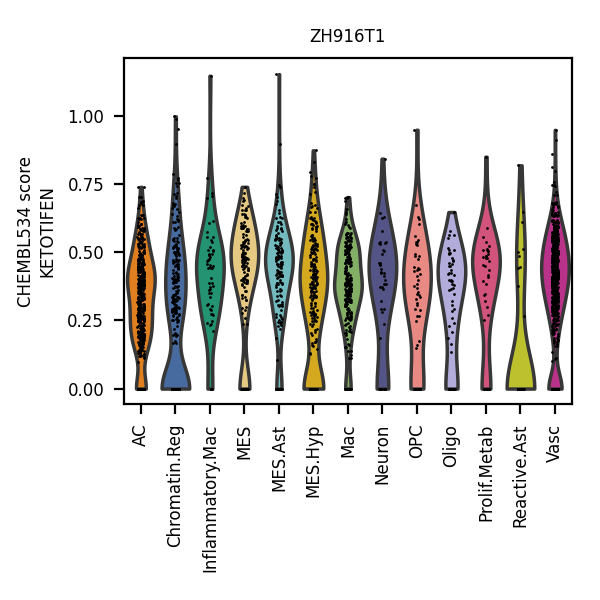 ZH916T1
CHEMBL534 score
KETOTIFEN
1.00
0.75
0.50
0.25
0.00
AC
Chromatin.Reg
Inflammatory.Mac
MES
MES.Ast
MES.Hyp
Mac
Neuron
OPC
Oligo
Prolif.Metab
Reactive.Ast
Vasc